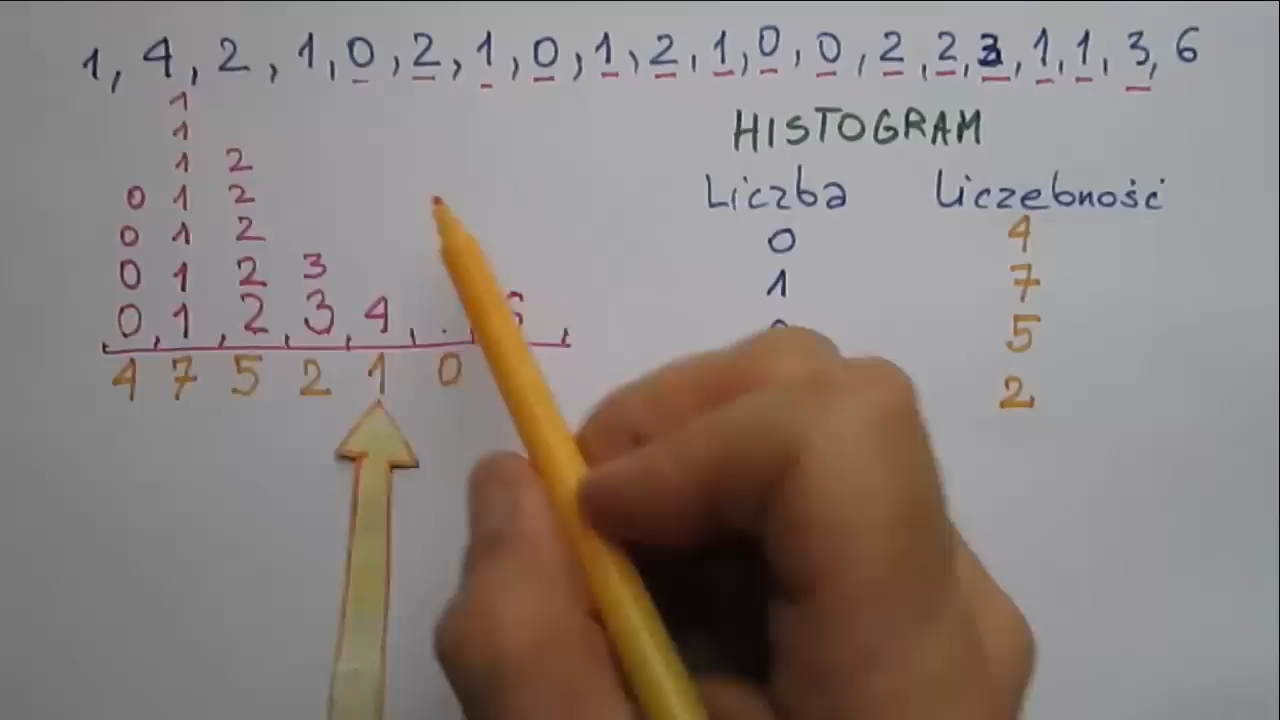 1, 4, 2, 1, 0, 2, 1, 0, 1, 2, 1, 0, 0, 2, 2, 3, 1, 1, 3, 6
HISTOGRAM
Liczba Liczebność
0 4
1 7
5
2
1
1
1 2
0 1 2
0 1 2
0 1 2 3
0 1 2 3 4 .
4 7 5 2 1 0